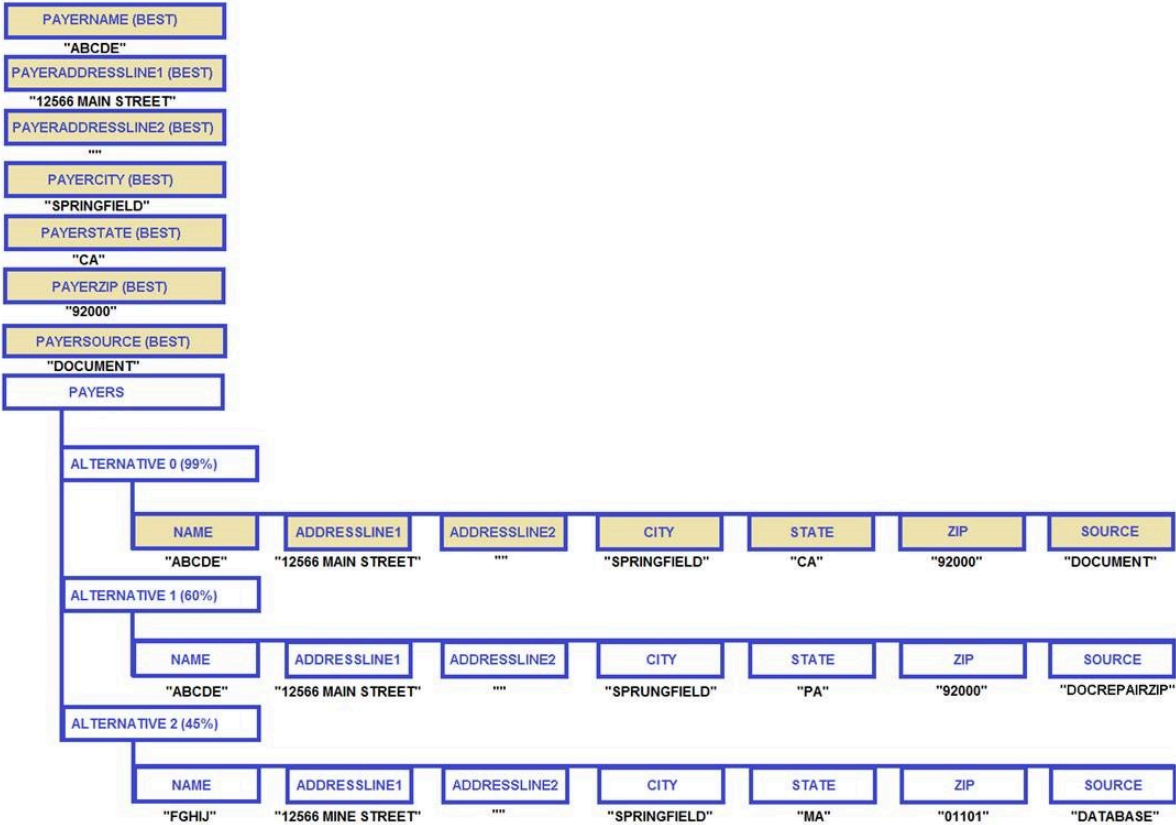 PAYERNAME (BEST)
"ABCDE"
PAYERADDRESSLINE1 (BEST)
"12566 MAIN STREET"
PAYERADDRESSLINE2 (BEST)
""
PAYERCITY (BEST)
"SPRINGFIELD"
PAYERSTATE (BEST)
"CA"
PAYERZIP (BEST)
"92000"
PAYERSOURCE (BEST)
"DOCUMENT"
PAYERS
ALTERNATIVE 0 (99%)
NAME ADDRESSLINE1 ADDRESSLINE2 CITY STATE ZIP SOURCE
"ABCDE" "12566 MAIN STREET" "" "SPRINGFIELD" "CA" "92000" "DOCUMENT"
ALTERNATIVE 1 (60%)
NAME ADDRESSLINE1 ADDRESSLINE2 CITY STATE ZIP SOURCE
"ABCDE" "12566 MAIN STREET" "" "SPRUNGFIELD" "PA" "92000" "DOCREPAIRZIP"
ALTERNATIVE 2 (45%)
NAME ADDRESSLINE1 ADDRESSLINE2 CITY STATE ZIP SOURCE
"FGHIJ" "12566 MINE STREET" "" "SPRINGFIELD" "MA" "01101" "DATABASE"